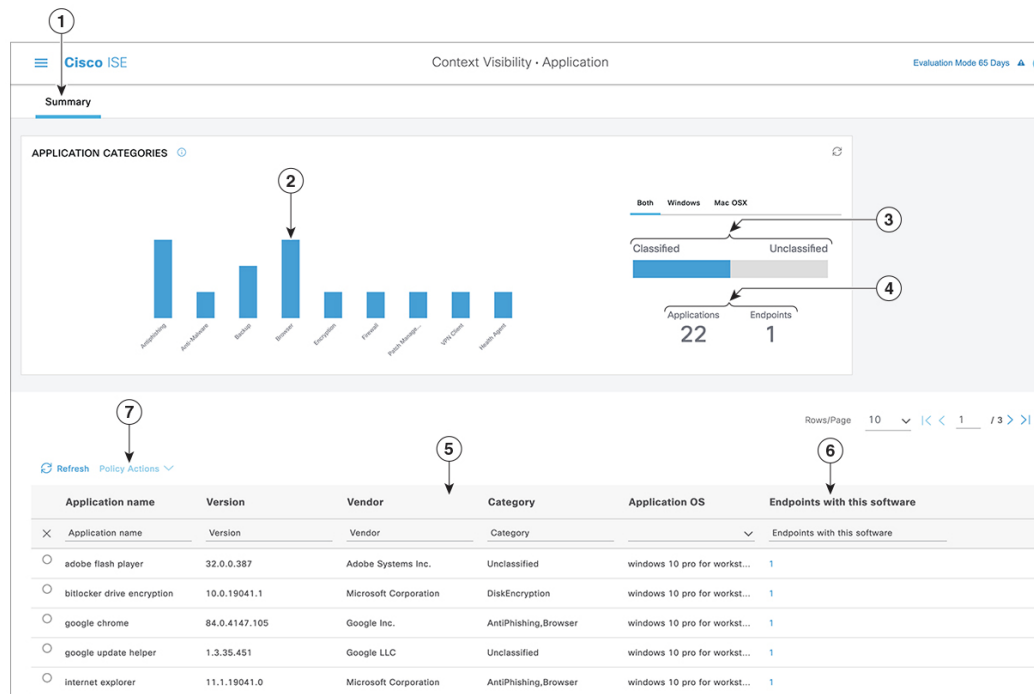 1
Cisco ISE
Context Visibility · Application
Evaluation Mode 65 Days
Summary
APPLICATION CATEGORIES
2
Both Windows Mac OSX
3
Classified Unclassified
4
Applications Endpoints
22 1
Antiphishing Anti-Malware Backup Browser Encryption Firewall Patch Manage... VPN Client Health Agent
7
Rows/Page 10 1 / 3
5
6
Refresh Policy Actions
Application name Version Vendor Category Application OS Endpoints with this software
Application name Version Vendor Category Endpoints with this software
adobe flash player 32.0.0.387 Adobe Systems Inc. Unclassified windows 10 pro for workst... 1
bitlocker drive encryption 10.0.19041.1 Microsoft Corporation DiskEncryption windows 10 pro for workst... 1
google chrome 84.0.4147.105 Google Inc. AntiPhishing,Browser windows 10 pro for workst... 1
google update helper 1.3.35.451 Google LLC Unclassified windows 10 pro for workst... 1
internet explorer 11.1.19041.0 Microsoft Corporation AntiPhishing,Browser windows 10 pro for workst... 1